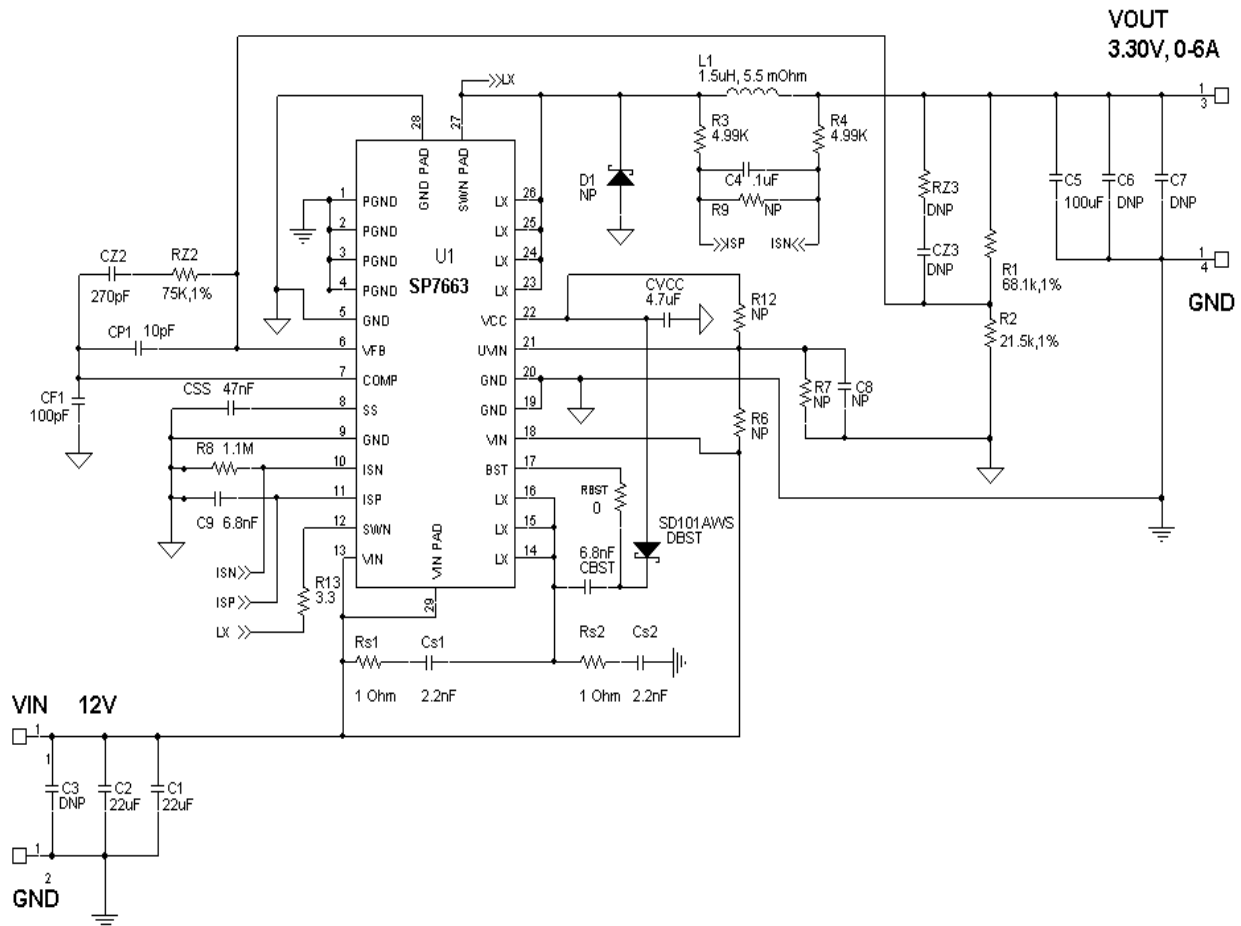 VOUT
3.30V, 0-6A
L1
1.5uH, 5.5 mOhm
LX
1
3
28
27
GND PAD
SWN PAD
R3
4.99K
R4
4.99K
D1
NP
C4 .1uF
R9 NP
ISP ISN
RZ3
DNP
CZ3
DNP
C5
100uF
C6
DNP
C7
DNP
1
4
GND
R1
68.1k,1%
R2
21.5k,1%
U1
SP7663
1 PGND
2 PGND
3 PGND
4 PGND
5 GND
6 VFB
7 COMP
8 SS
9 GND
10 ISN
11 ISP
12 SWN
13 VIN
LX 26
LX 25
LX 24
LX 23
VCC 22
UVIN 21
GND 20
GND 19
VIN 18
BST 17
LX 16
LX 15
LX 14
VIN PAD
29
CZ2
270pF
RZ2
75K,1%
CP1 10pF
CF1
100pF
CSS 47nF
R8 1.1M
C9 6.8nF
ISN
ISP
LX
R13
3.3
CVCC
4.7uF
R12
NP
R7
NP
C8
NP
R6
NP
RBST
0
SD101AWS
DBST
6.8nF
CBST
Rs1
1 Ohm
Cs1
2.2nF
Rs2
1 Ohm
Cs2
2.2nF
VIN 12V
1
1
C3
DNP
C2
22uF
C1
22uF
1
2
GND